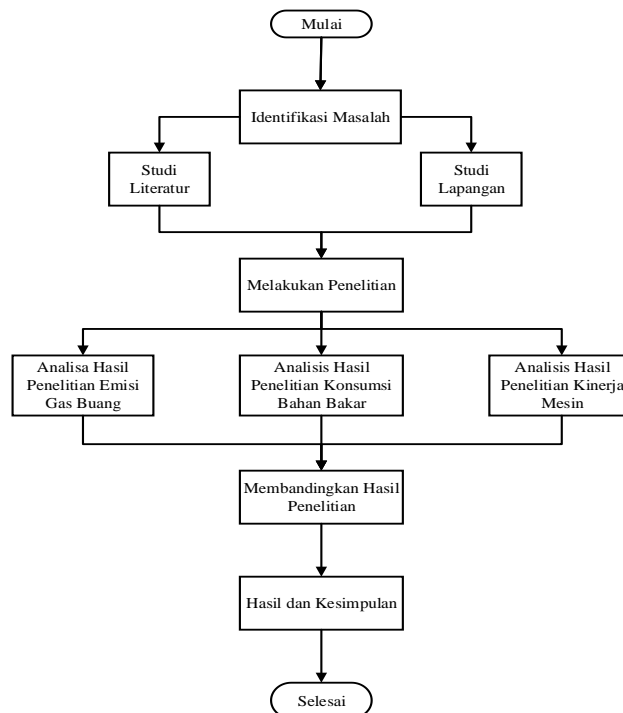 Mulai
Identifikasi Masalah
Studi
Literatur
Studi
Lapangan
Melakukan Penelitian
Analisa Hasil
Penelitian Emisi
Gas Buang
Analisis Hasil
Penelitian Konsumsi
Bahan Bakar
Analisis Hasil
Penelitian Kinerja
Mesin
Membandingkan Hasil
Penelitian
Hasil dan Kesimpulan
Selesai